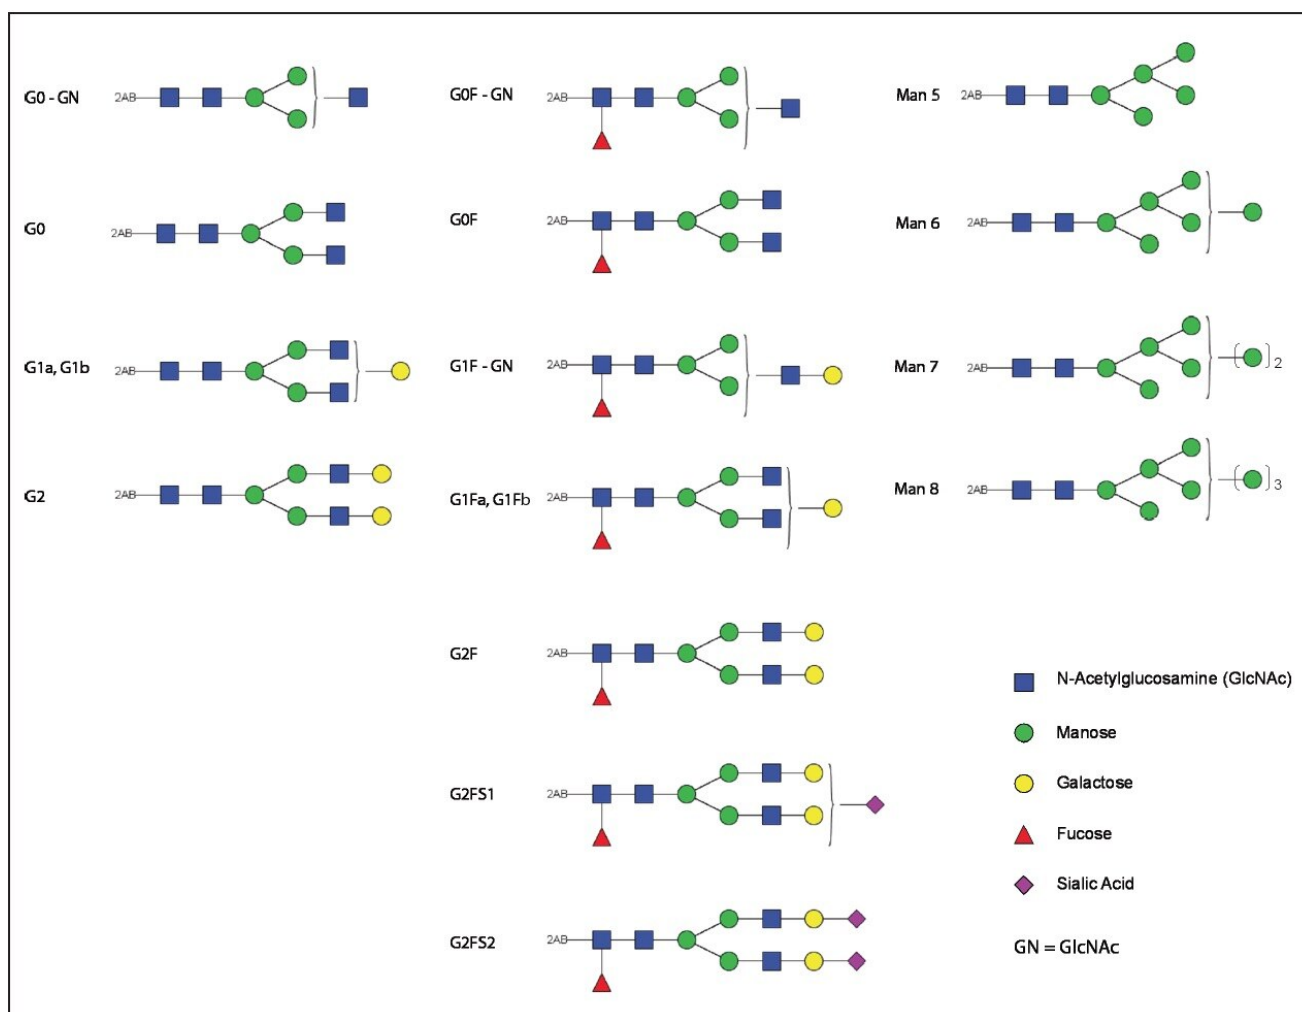 G0 - GN
2AB
G0
2AB
G1a, G1b
2AB
G2
2AB
G0F - GN
2AB
G0F
2AB
G1F - GN
2AB
G1Fa, G1Fb
2AB
G2F
2AB
G2FS1
2AB
G2FS2
2AB
Man 5
2AB
Man 6
2AB
Man 7
2AB
2
Man 8
2AB
3
N-Acetylglucosamine (GlcNAc)
Manose
Galactose
Fucose
Sialic Acid
GN = GlcNAc